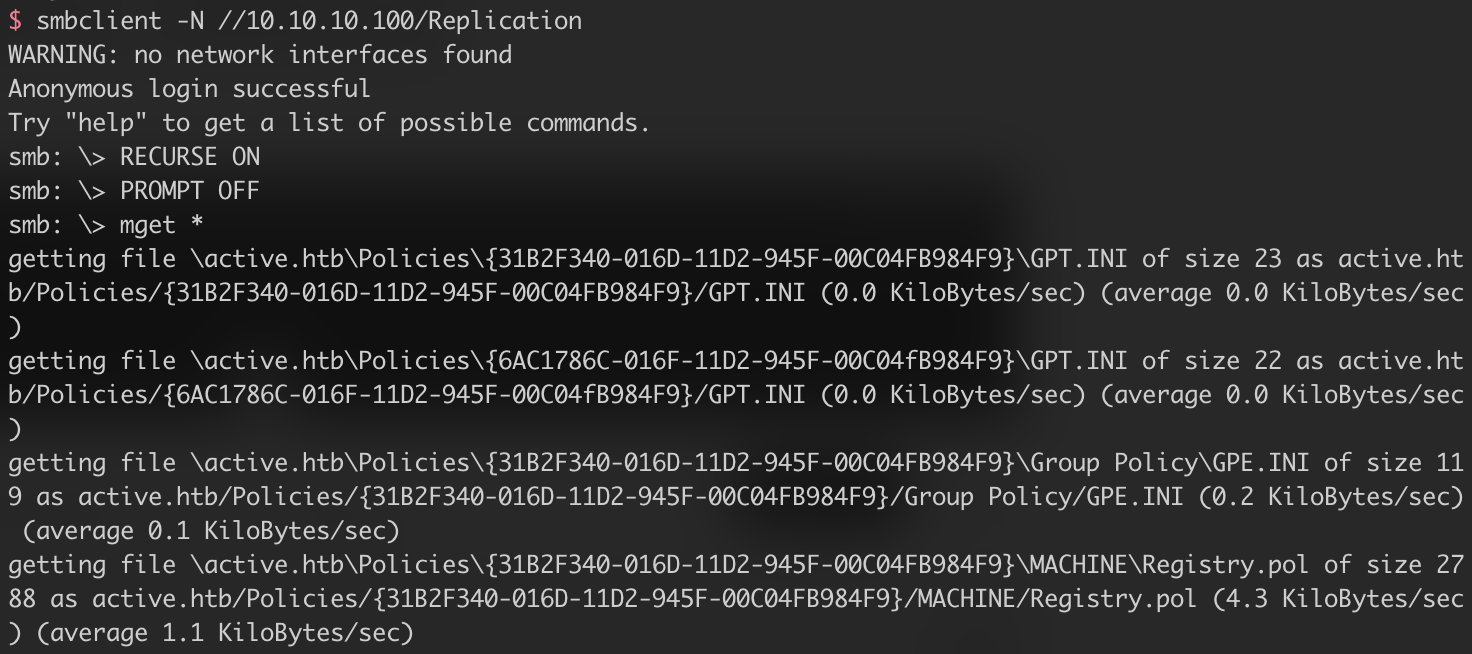 $ smbclient -N //10.10.10.100/Replication
WARNING: no network interfaces found
Anonymous login successful
Try "help" to get a list of possible commands.
smb: \> RECURSE ON
smb: \> PROMPT OFF
smb: \> mget *
getting file \active.htb\Policies\{31B2F340-016D-11D2-945F-00C04FB984F9}\GPT.INI of size 23 as active.ht
b/Policies/{31B2F340-016D-11D2-945F-00C04FB984F9}/GPT.INI (0.0 KiloBytes/sec) (average 0.0 KiloBytes/sec
)
getting file \active.htb\Policies\{6AC1786C-016F-11D2-945F-00C04fB984F9}\GPT.INI of size 22 as active.ht
b/Policies/{6AC1786C-016F-11D2-945F-00C04fB984F9}/GPT.INI (0.0 KiloBytes/sec) (average 0.0 KiloBytes/sec
)
getting file \active.htb\Policies\{31B2F340-016D-11D2-945F-00C04FB984F9}\Group Policy\GPE.INI of size 11
9 as active.htb/Policies/{31B2F340-016D-11D2-945F-00C04FB984F9}/Group Policy/GPE.INI (0.2 KiloBytes/sec)
 (average 0.1 KiloBytes/sec)
getting file \active.htb\Policies\{31B2F340-016D-11D2-945F-00C04FB984F9}\MACHINE\Registry.pol of size 27
88 as active.htb/Policies/{31B2F340-016D-11D2-945F-00C04FB984F9}/MACHINE/Registry.pol (4.3 KiloBytes/sec
) (average 1.1 KiloBytes/sec)